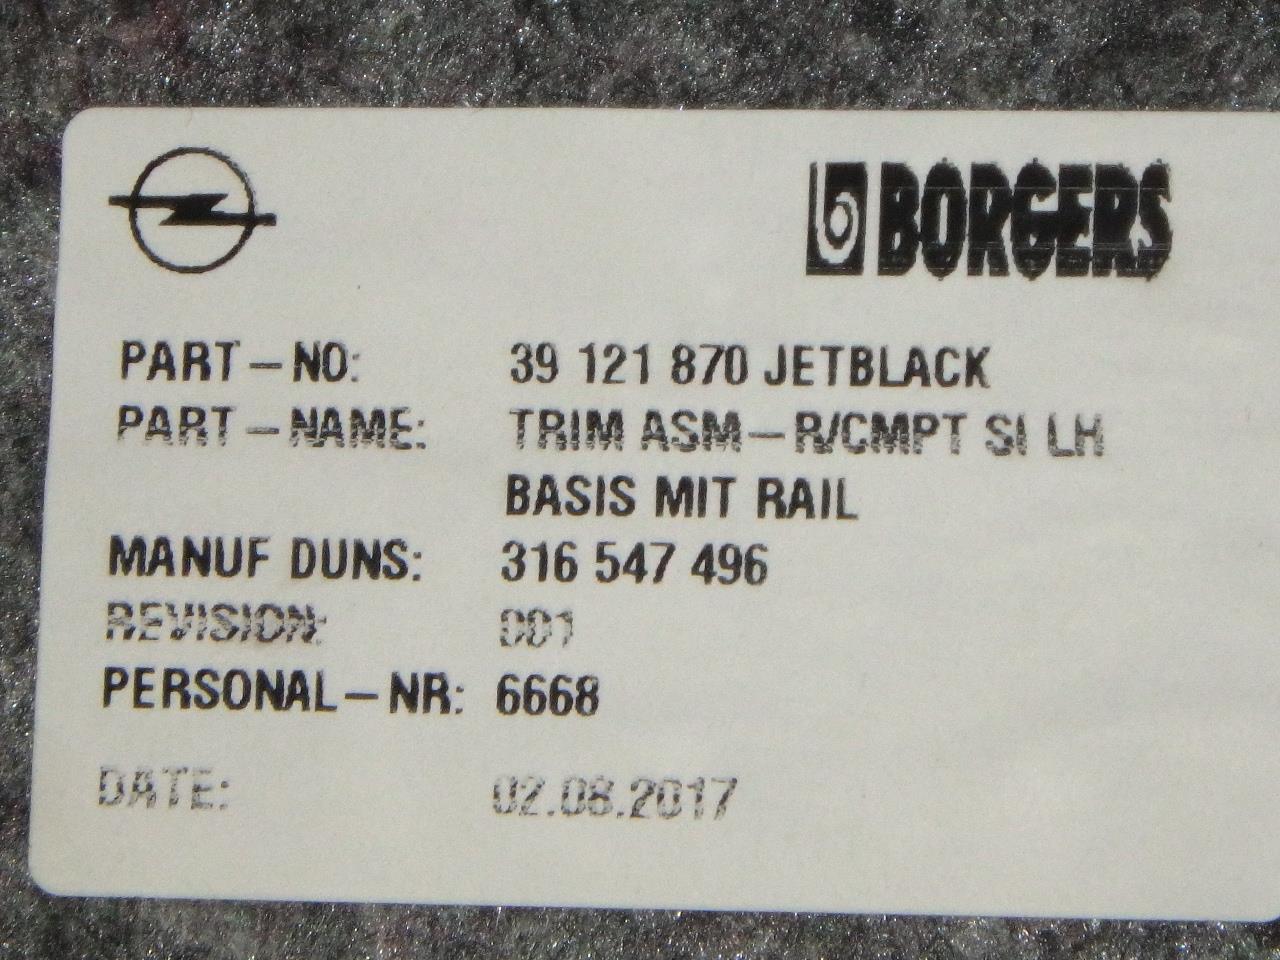 BORGERS
PART-NO: 39 121 870 JETBLACK
PART-NAME: TRIM ASM-R/CMPT SI LH
BASIS MIT RAIL
MANUF DUNS: 316 547 496
REVISION: 001
PERSONAL-NR: 6668
DATE: 02.08.2017